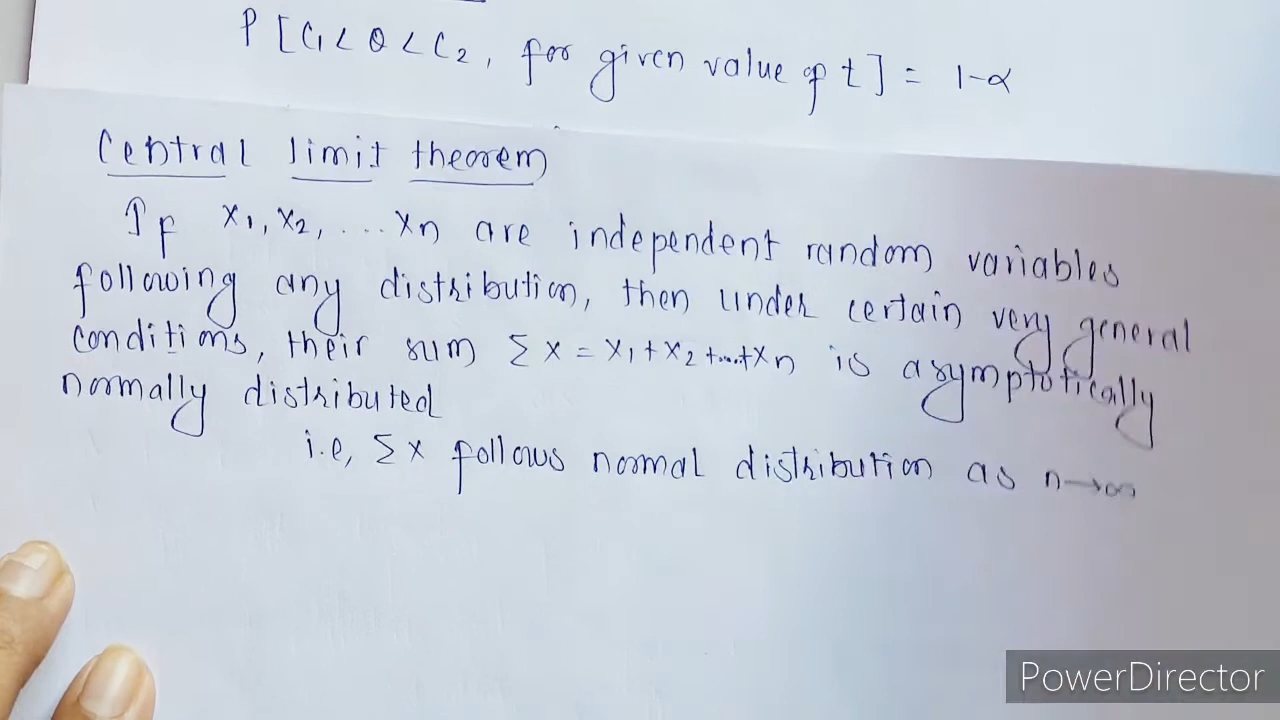 P [C₁ < θ < C₂, for given value of t] = 1-α
Central limit theorem
If X₁, X₂, ... Xn are independent random variables
following any distribution, then under certain very general
conditions, their sum Σ X = X₁ + X₂ +....+ Xn is asymptotically
normally distributed
i.e, Σ X follows normal distribution as n→∞
PowerDirector